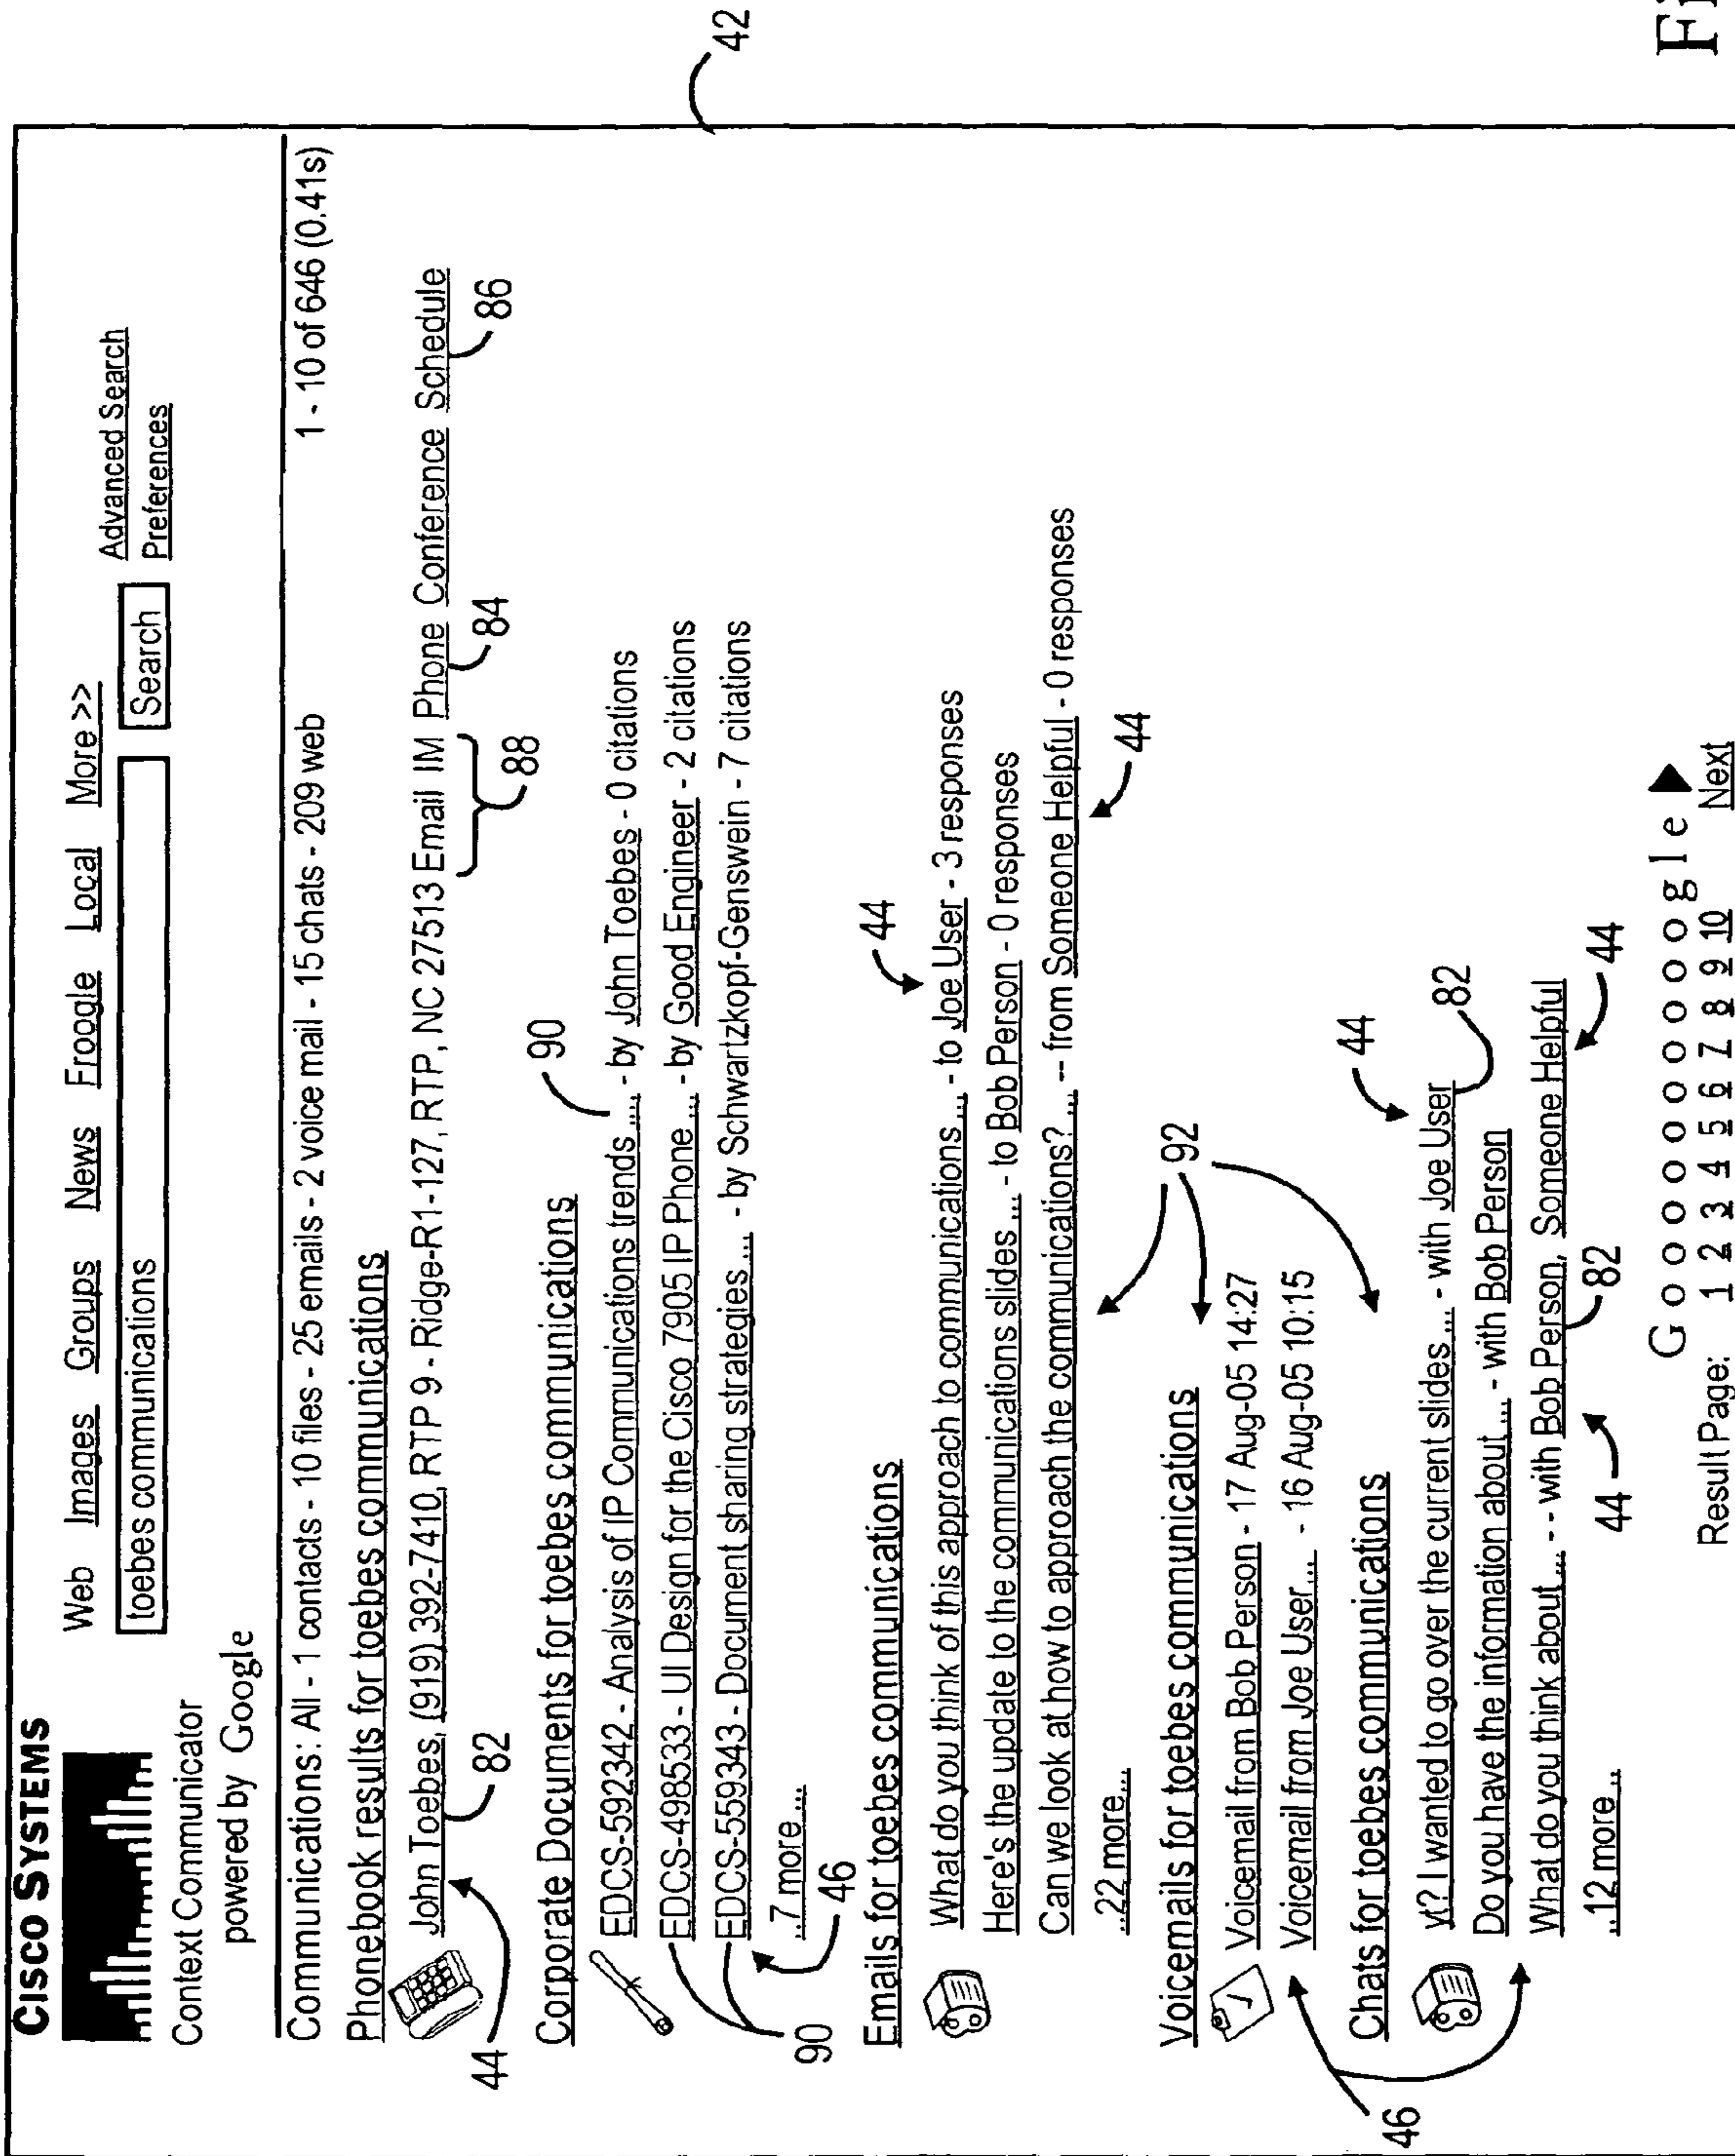 CISCO SYSTEMS
Context Communicator
powered by Google
Web Images Groups News Froogle Local More >>
toebes communications Search
Advanced Search
Preferences
Communications: All - 1 contacts - 10 files - 25 emails - 2 voice mail - 15 chats - 209 web 1 - 10 of 646 (0.41s)
42
Phonebook results for toebes communications
John Toebes, (919) 392-7410, RTP 9 - Ridge-R1-127, RTP, NC 27513 Email IM Phone Conference Schedule
44 82 88 84 86
Corporate Documents for toebes communications
90
EDCS-592342 - Analysis of IP Communications trends .... - by John Toebes - 0 citations
EDCS-498533 - UI Design for the Cisco 7905 IP Phone ... - by Good Engineer - 2 citations
EDCS-559343 - Document sharing strategies ... - by Schwartzkopf-Genswein - 7 citations
..7 more ...
90 46
Emails for toebes communications
44
What do you think of this approach to communications ... - to Joe User - 3 responses
Here's the update to the communications slides ... - to Bob Person - 0 responses
Can we look at how to approach the communications? ... -- from Someone Helpful - 0 responses
44
..22 more...
92
Voicemails for toebes communications
Voicemail from Bob Person - 17 Aug-05 14:27
Voicemail from Joe User... - 16 Aug-05 10:15
Chats for toebes communications
44
yt? I wanted to go over the current slides ... - with Joe User
82
Do you have the information about ... - with Bob Person
What do you think about ... - - with Bob Person, Someone Helpful
46 44 82 44
..12 more ..
G o o o o o o o o o o g l e
Result Page: 1 2 3 4 5 6 7 8 9 10 Next